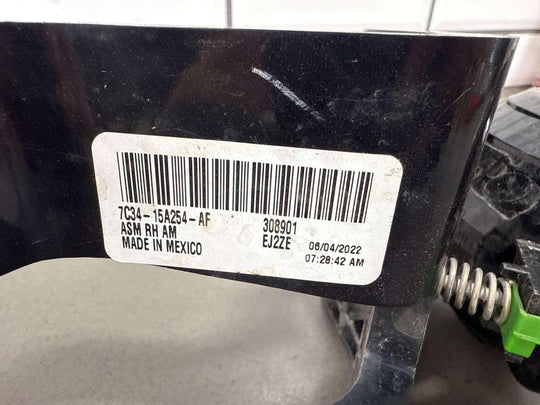 7C34-15A254-AF 308901
ASM RH AM EJ2ZE 06/04/2022
MADE IN MEXICO 07:28:42 AM